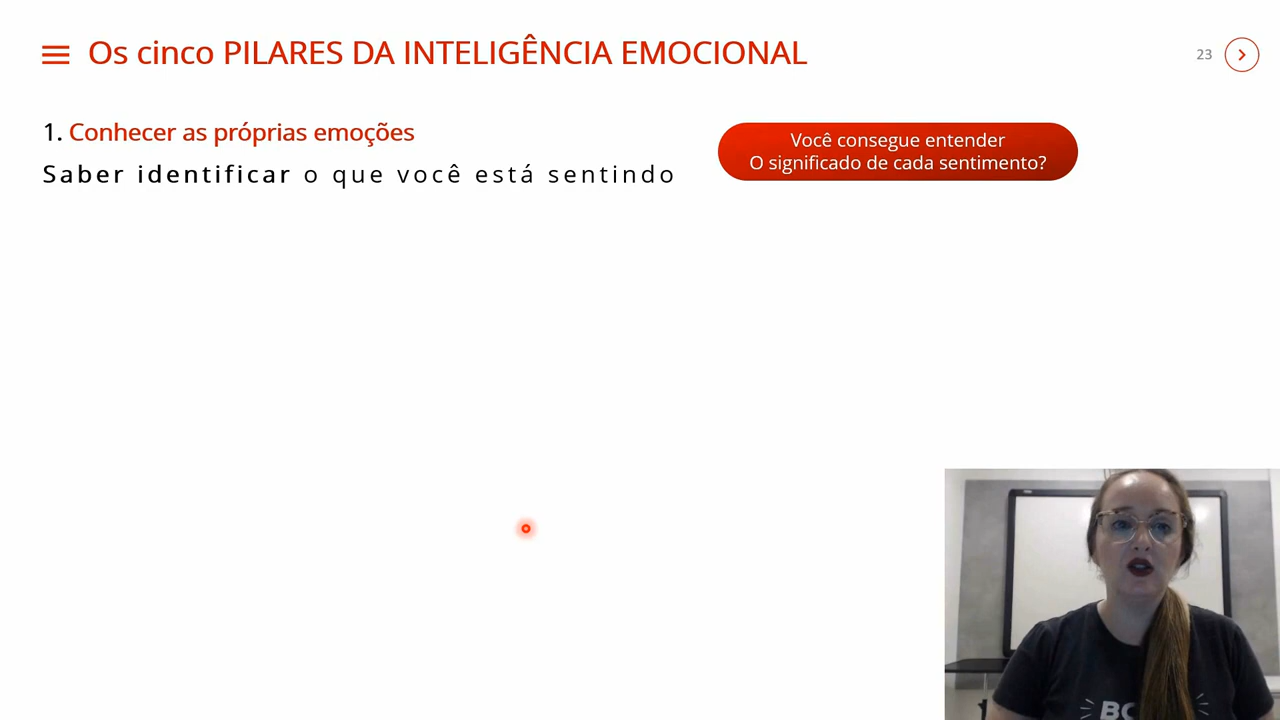 Os cinco PILARES DA INTELIGÊNCIA EMOCIONAL
23
1. Conhecer as próprias emoções
Saber identificar o que você está sentindo
Você consegue entender
O significado de cada sentimento?